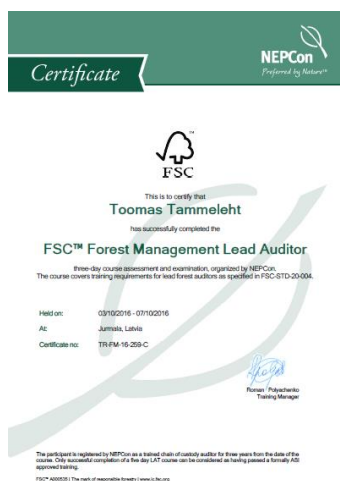 Certificate
NEPCon
Preferred by Nature™
FSC
This is to certify that
Toomas Tammeleht
has successfully completed the
FSC™ Forest Management Lead Auditor
three-day course assessment and examination, organized by NEPCon.
The course covers training requirements for lead forest auditors as specified in FSC-STD-20-004.
Held on: 03/10/2016 - 07/10/2016
At: Jurmala, Latvia
Certificate no: TR-FM-16-259-C
Roman Polyachenko
Training Manager
The participant is registered by NEPCon as a trained chain of custody auditor for three years from the date of the
course. Only successful completion of a five day LAT course can be considered as having passed a formally ASI
approved training.
FSC™ A000535 | The mark of responsible forestry | www.ic.fsc.org